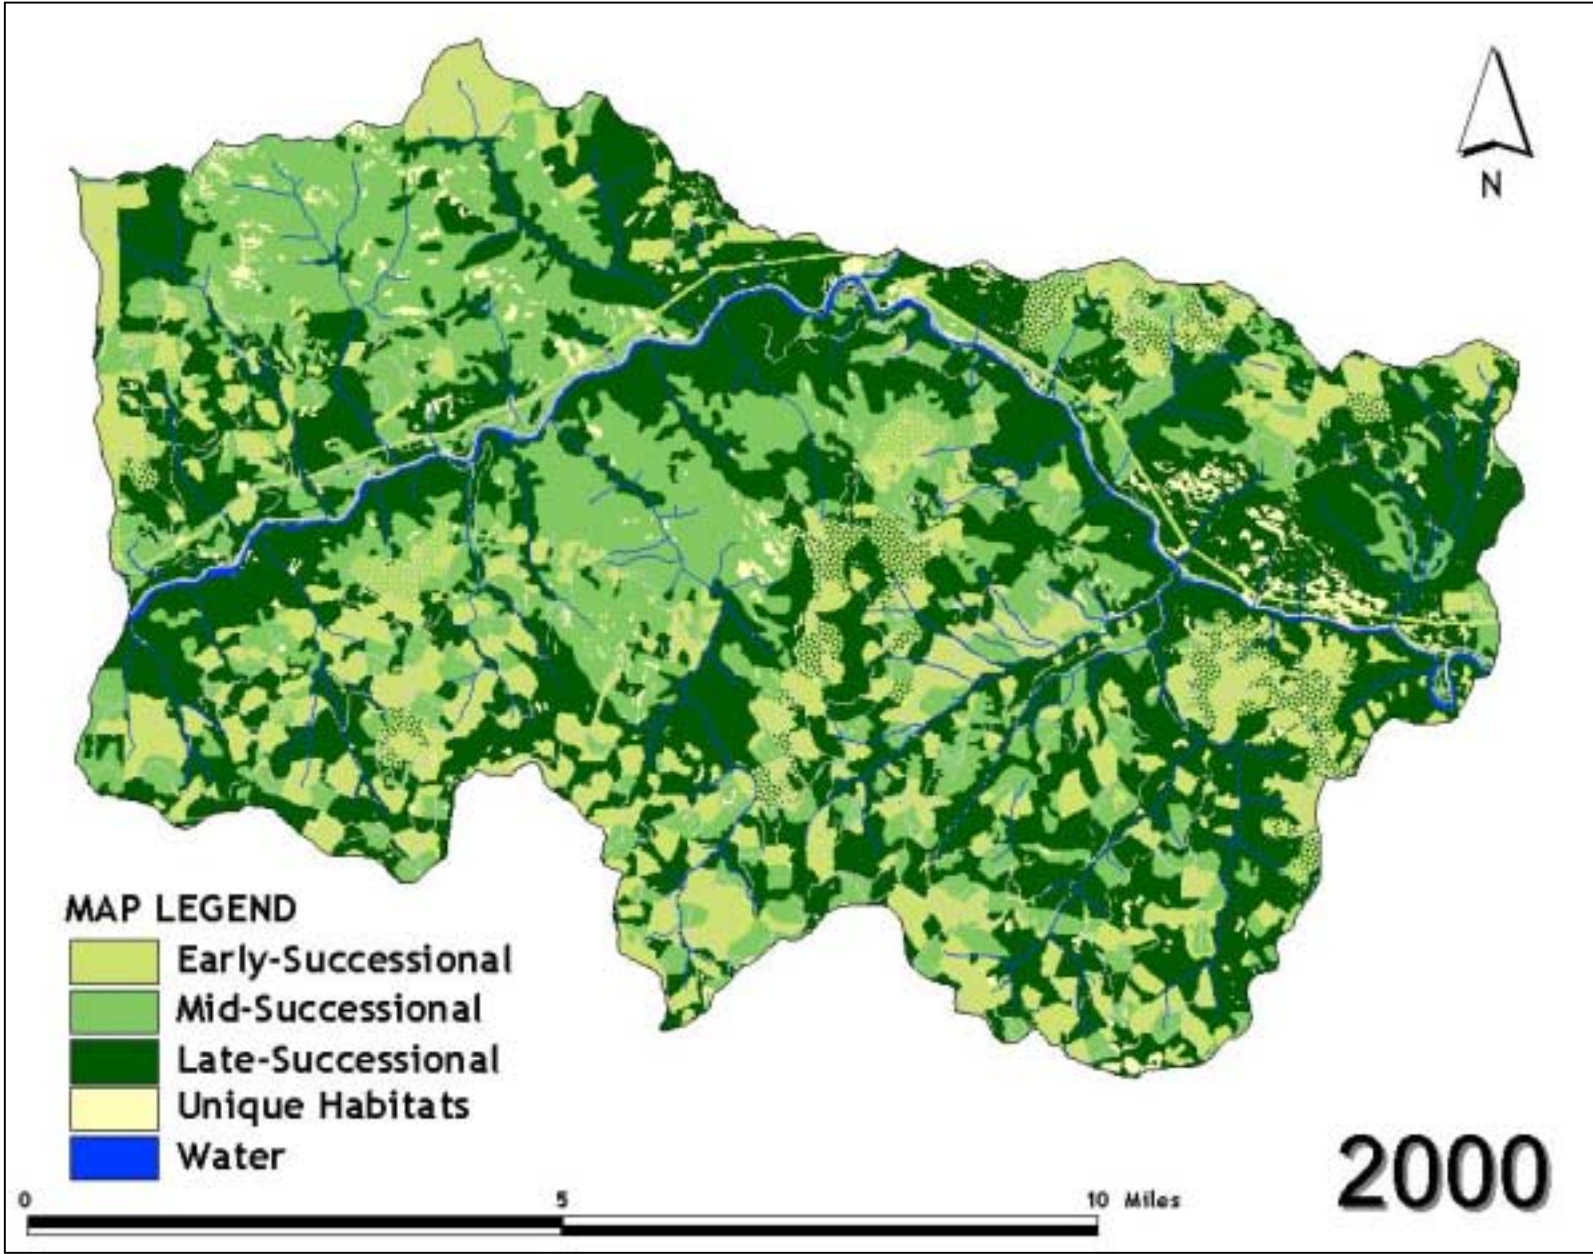 N
MAP LEGEND
Early-Successional
Mid-Successional
Late-Successional
Unique Habitats
Water
2000
0 5 10 Miles